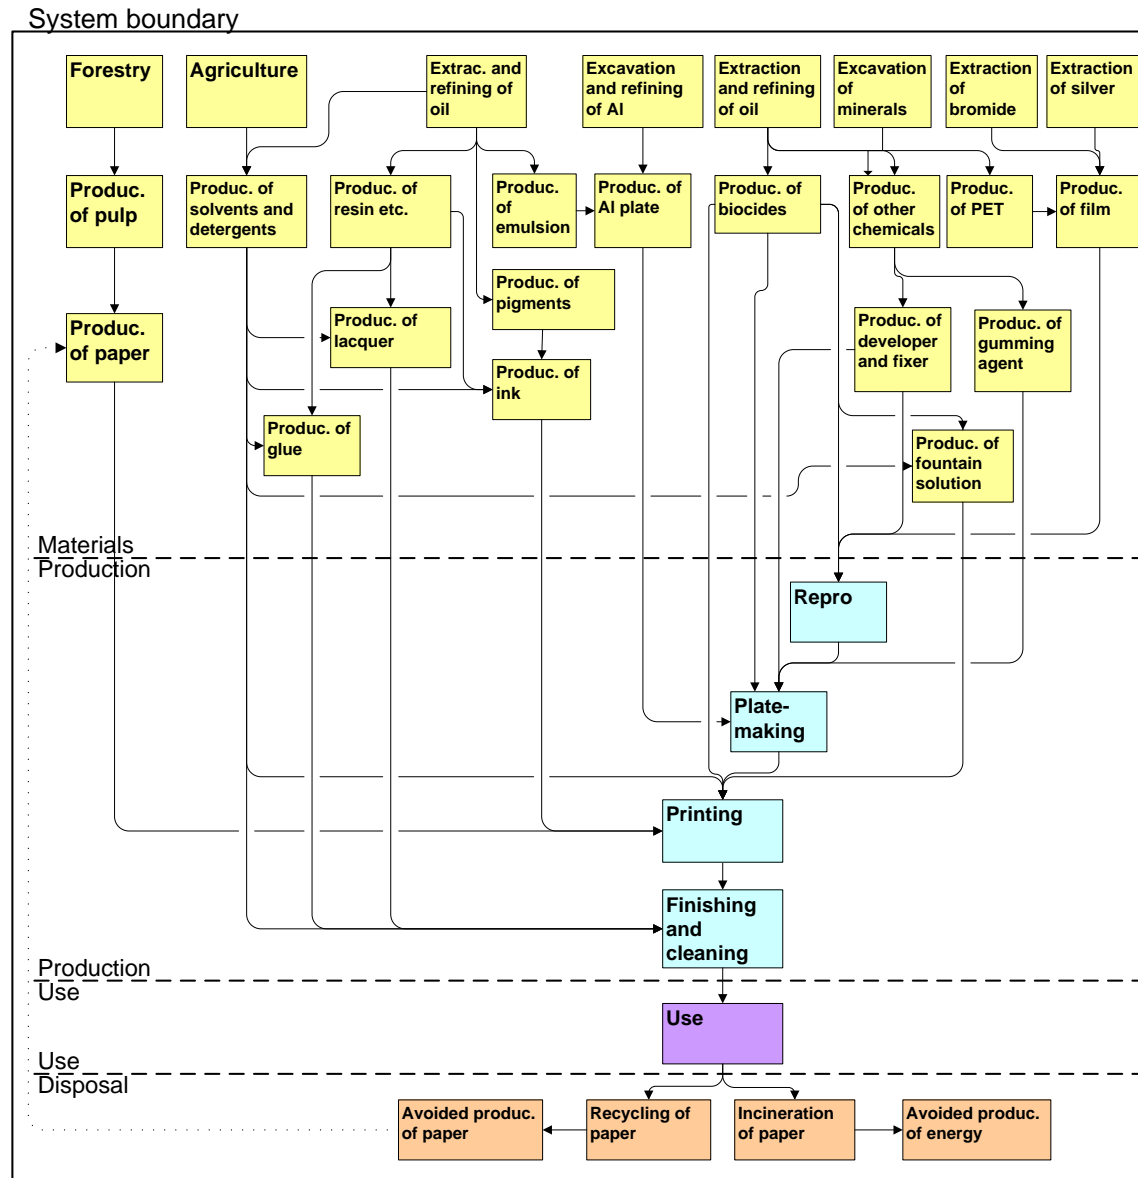 System boundary
Forestry
Agriculture
Extrac. and
refining of
oil
Excavation
and refining
of Al
Extraction
and refining
of oil
Excavation
of
minerals
Extraction
of
bromide
Extraction
of silver
Produc.
of pulp
Produc. of
solvents and
detergents
Produc. of
resin etc.
Produc.
of
emulsion
Produc. of
Al plate
Produc. of
biocides
Produc.
of other
chemicals
Produc.
of PET
Produc.
of film
Produc. of
pigments
Produc.
of paper
Produc. of
lacquer
Produc. of
developer
and fixer
Produc. of
gumming
agent
Produc. of
ink
Produc. of
glue
Produc. of
fountain
solution
Materials
Production
Repro
Plate-
making
Printing
Finishing
and
cleaning
Production
Use
Use
Use
Disposal
Avoided produc.
of paper
Recycling of
paper
Incineration
of paper
Avoided produc.
of energy